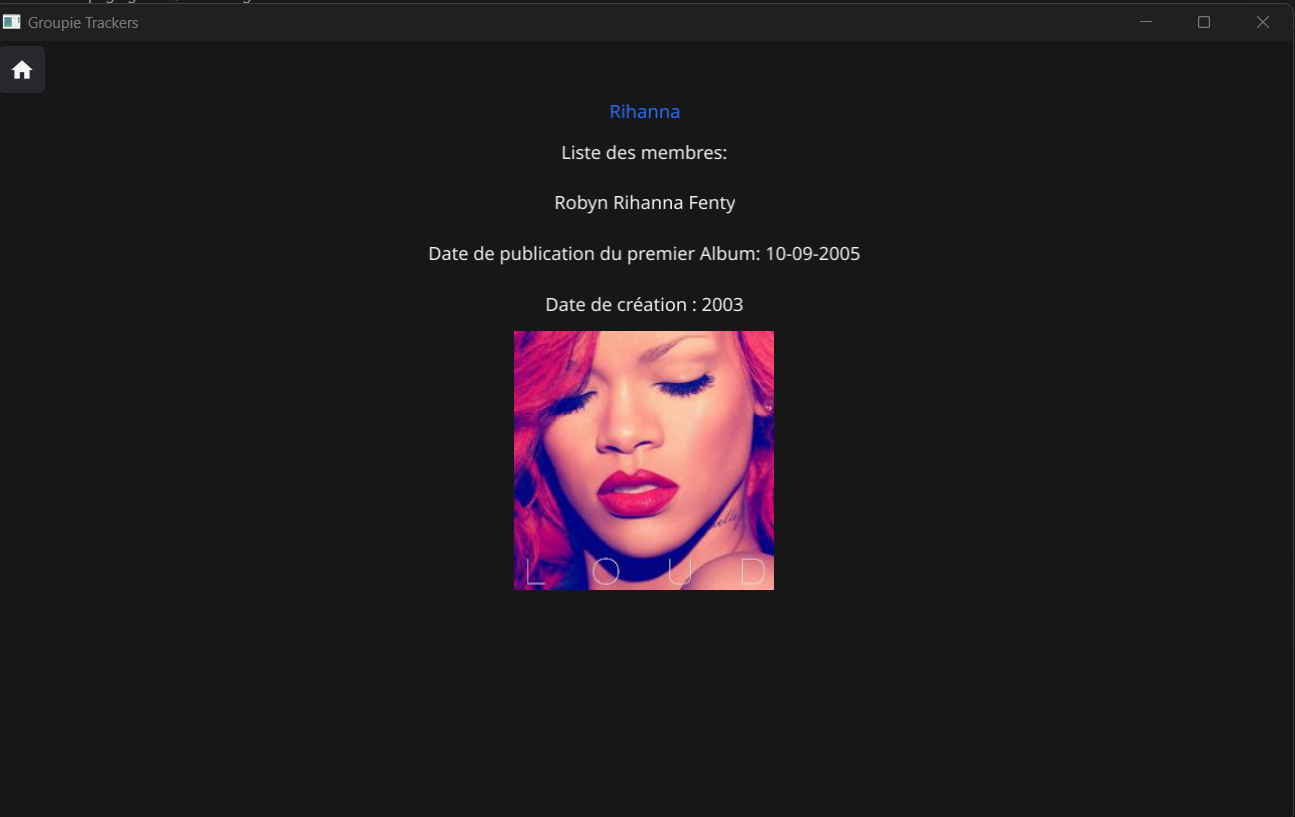 Groupie Trackers
Rihanna
Liste des membres:
Robyn Rihanna Fenty
Date de publication du premier Album: 10-09-2005
Date de création : 2003
L O U D